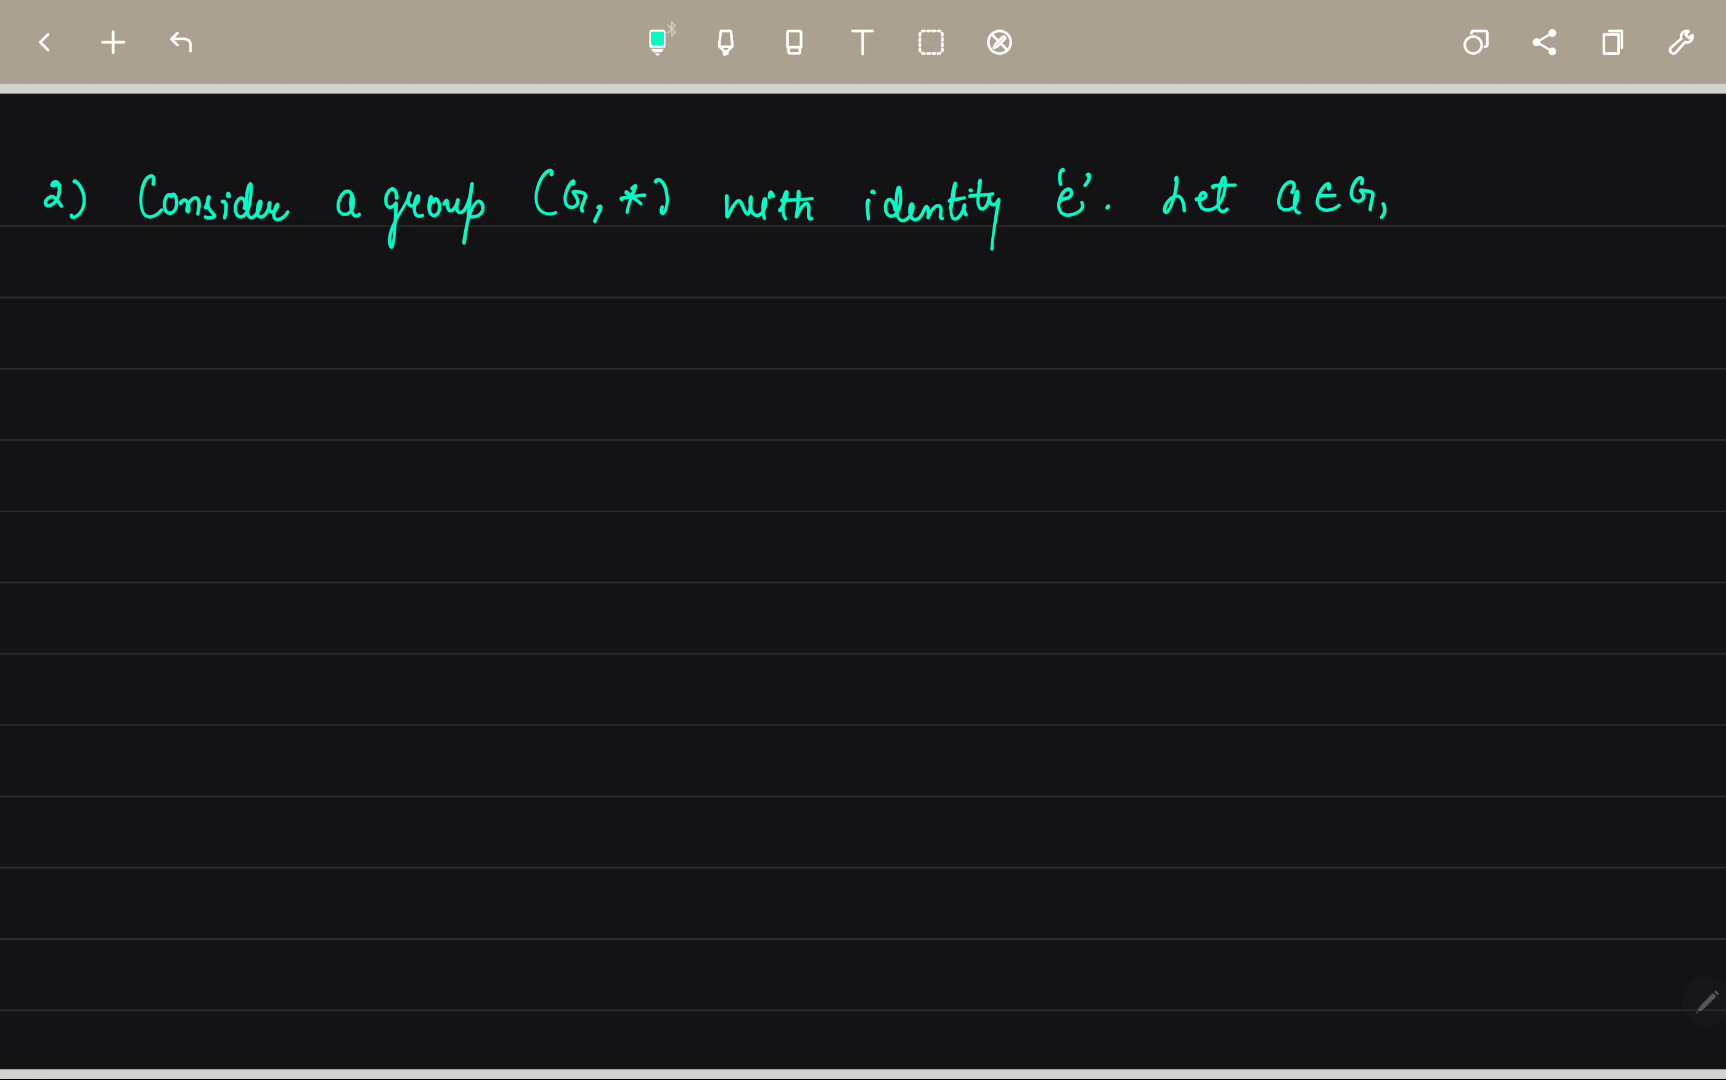 2) Consider a group (G, *) with identity 'e'. Let a ∈ G,